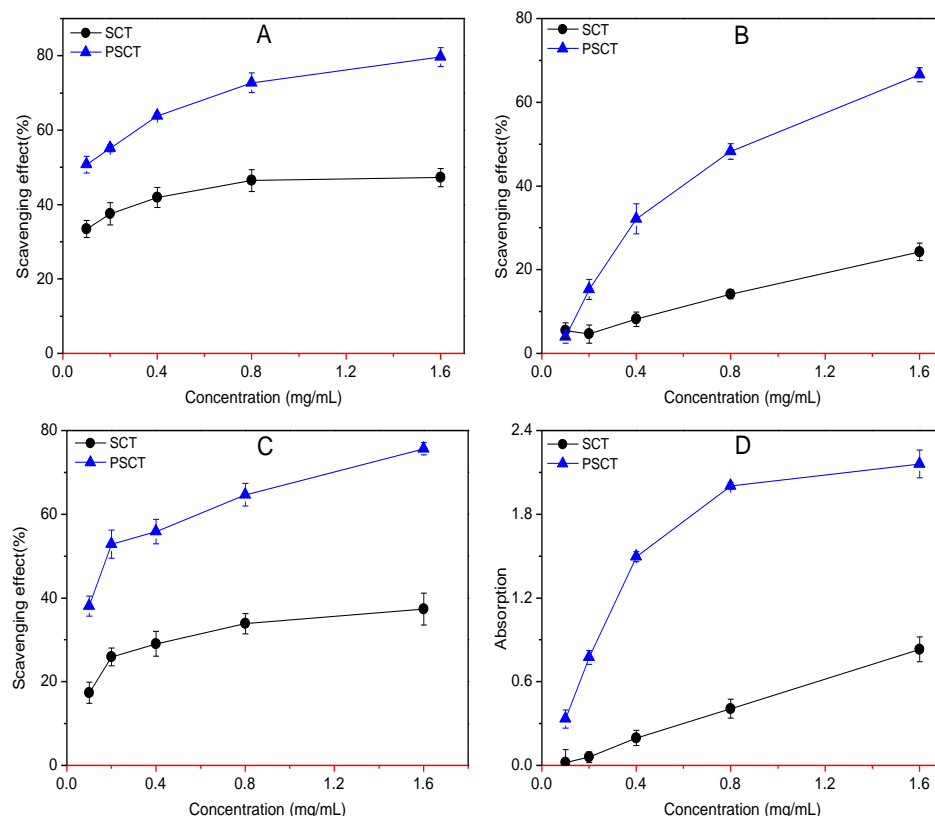 A
SCT
PSCT
80
60
40
20
0
Scavenging effect(%)
0.0 0.4 0.8 1.2 1.6
Concentration (mg/mL)
B
SCT
PSCT
80
60
40
20
0
Scavenging effect(%)
0.0 0.4 0.8 1.2 1.6
Concentration (mg/mL)
C
SCT
PSCT
80
60
40
20
0
Scavenging effect(%)
0.0 0.4 0.8 1.2 1.6
Concentration (mg/mL)
D
SCT
PSCT
2.4
1.8
1.2
0.6
0.0
Absorption
0.0 0.4 0.8 1.2 1.6
Concentration (mg/mL)